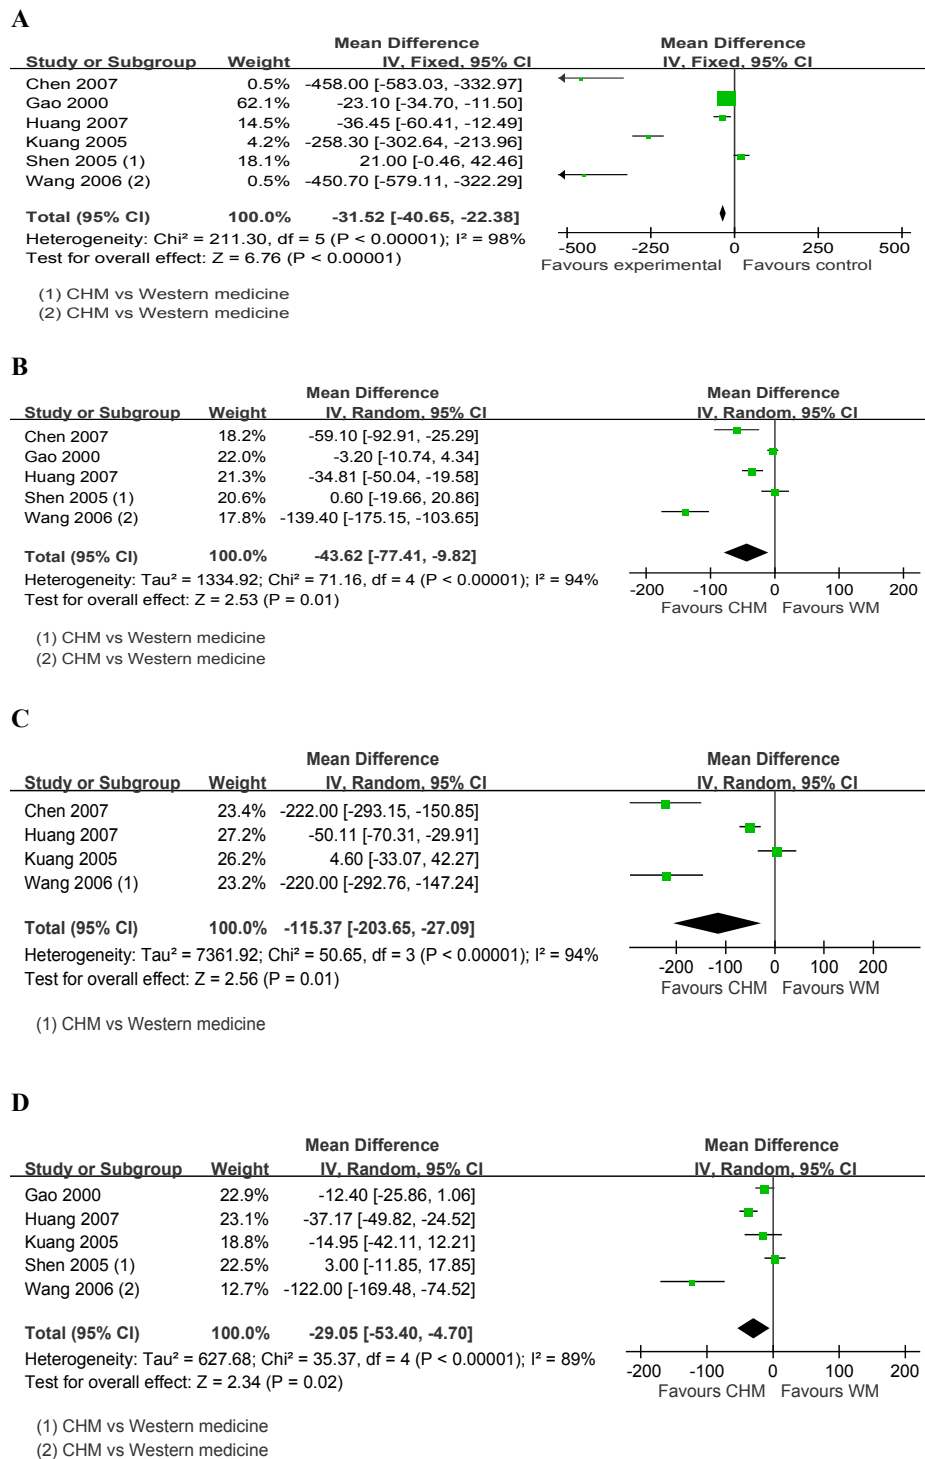 A
Mean Difference Mean Difference
Study or Subgroup Weight IV, Fixed, 95% CI IV, Fixed, 95% CI
Chen 2007 0.5% -458.00 [-583.03, -332.97]
Gao 2000 62.1% -23.10 [-34.70, -11.50]
Huang 2007 14.5% -36.45 [-60.41, -12.49]
Kuang 2005 4.2% -258.30 [-302.64, -213.96]
Shen 2005 (1) 18.1% 21.00 [-0.46, 42.46]
Wang 2006 (2) 0.5% -450.70 [-579.11, -322.29]
Total (95% CI) 100.0% -31.52 [-40.65, -22.38]
Heterogeneity: Chi² = 211.30, df = 5 (P < 0.00001); I² = 98%
Test for overall effect: Z = 6.76 (P < 0.00001)
-500 -250 0 250 500
Favours experimental Favours control
(1) CHM vs Western medicine
(2) CHM vs Western medicine
B
Mean Difference Mean Difference
Study or Subgroup Weight IV, Random, 95% CI IV, Random, 95% CI
Chen 2007 18.2% -59.10 [-92.91, -25.29]
Gao 2000 22.0% -3.20 [-10.74, 4.34]
Huang 2007 21.3% -34.81 [-50.04, -19.58]
Shen 2005 (1) 20.6% 0.60 [-19.66, 20.86]
Wang 2006 (2) 17.8% -139.40 [-175.15, -103.65]
Total (95% CI) 100.0% -43.62 [-77.41, -9.82]
Heterogeneity: Tau² = 1334.92; Chi² = 71.16, df = 4 (P < 0.00001); I² = 94%
Test for overall effect: Z = 2.53 (P = 0.01)
-200 -100 0 100 200
Favours CHM Favours WM
(1) CHM vs Western medicine
(2) CHM vs Western medicine
C
Mean Difference Mean Difference
Study or Subgroup Weight IV, Random, 95% CI IV, Random, 95% CI
Chen 2007 23.4% -222.00 [-293.15, -150.85]
Huang 2007 27.2% -50.11 [-70.31, -29.91]
Kuang 2005 26.2% 4.60 [-33.07, 42.27]
Wang 2006 (1) 23.2% -220.00 [-292.76, -147.24]
Total (95% CI) 100.0% -115.37 [-203.65, -27.09]
Heterogeneity: Tau² = 7361.92; Chi² = 50.65, df = 3 (P < 0.00001); I² = 94%
Test for overall effect: Z = 2.56 (P = 0.01)
-200 -100 0 100 200
Favours CHM Favours WM
(1) CHM vs Western medicine
D
Mean Difference Mean Difference
Study or Subgroup Weight IV, Random, 95% CI IV, Random, 95% CI
Gao 2000 22.9% -12.40 [-25.86, 1.06]
Huang 2007 23.1% -37.17 [-49.82, -24.52]
Kuang 2005 18.8% -14.95 [-42.11, 12.21]
Shen 2005 (1) 22.5% 3.00 [-11.85, 17.85]
Wang 2006 (2) 12.7% -122.00 [-169.48, -74.52]
Total (95% CI) 100.0% -29.05 [-53.40, -4.70]
Heterogeneity: Tau² = 627.68; Chi² = 35.37, df = 4 (P < 0.00001); I² = 89%
Test for overall effect: Z = 2.34 (P = 0.02)
-200 -100 0 100 200
Favours CHM Favours WM
(1) CHM vs Western medicine
(2) CHM vs Western medicine